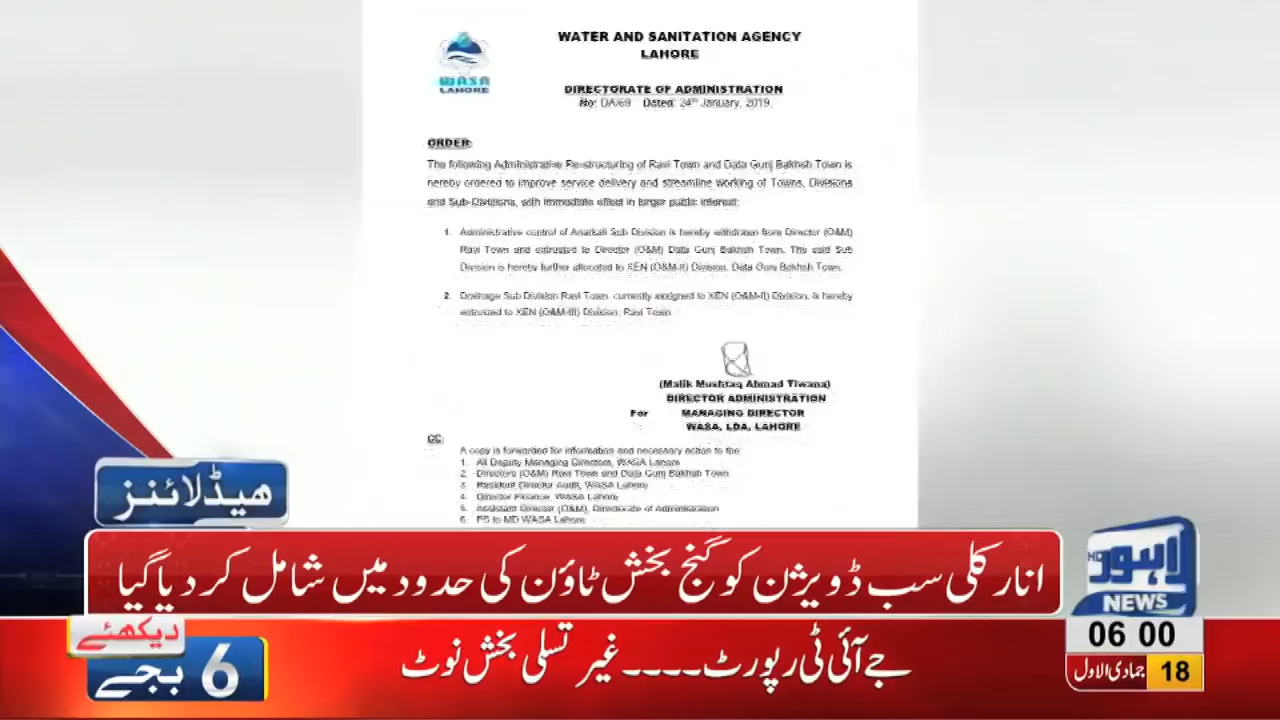 WATER AND SANITATION AGENCY
LAHORE
WASA
LAHORE
DIRECTORATE OF ADMINISTRATION
No: DA/69 Dated: 24th January, 2019.
ORDER:
The following Administrative Re-structuring of Ravi Town and Data Gunj Bakhsh Town is
hereby ordered to improve service delivery and streamline working of Towns, Divisions
and Sub-Divisions, with immediate effect in larger public interest:
1. Administrative control of Anarkali Sub Division is hereby withdrawn from Director (O&M)
Ravi Town and entrusted to Director (O&M) Data Gunj Bakhsh Town. The said Sub
Division is hereby further allocated to XEN (O&M-II) Division, Data Gunj Bakhsh Town.
2. Drainage Sub Division Ravi Town, currently assigned to XEN (O&M-II) Division, is hereby
entrusted to XEN (O&M-III) Division, Ravi Town.
(Malik Mushtaq Ahmad Tiwana)
DIRECTOR ADMINISTRATION
For MANAGING DIRECTOR
WASA, LDA, LAHORE
CC:
A copy is forwarded for information and necessary action to the
1. All Deputy Managing Directors, WASA Lahore
2. Directors (O&M) Ravi Town and Data Gunj Bakhsh Town
3. Resident Director Audit, WASA Lahore
4. Director Finance, WASA Lahore
5. Assistant Director (O&M), Directorate of Administration
6. PS to MD WASA Lahore
ہیڈلائنز
انارکلی سب ڈویژن کو گنج بخش ٹاؤن کی حدود میں شامل کر دیا گیا
لاہور
NEWS
دیکھئے
6 بجے
جے آئی ٹی رپورٹ۔۔۔۔غیر تسلی بخش نوٹ
06 00
18 جمادی الاول